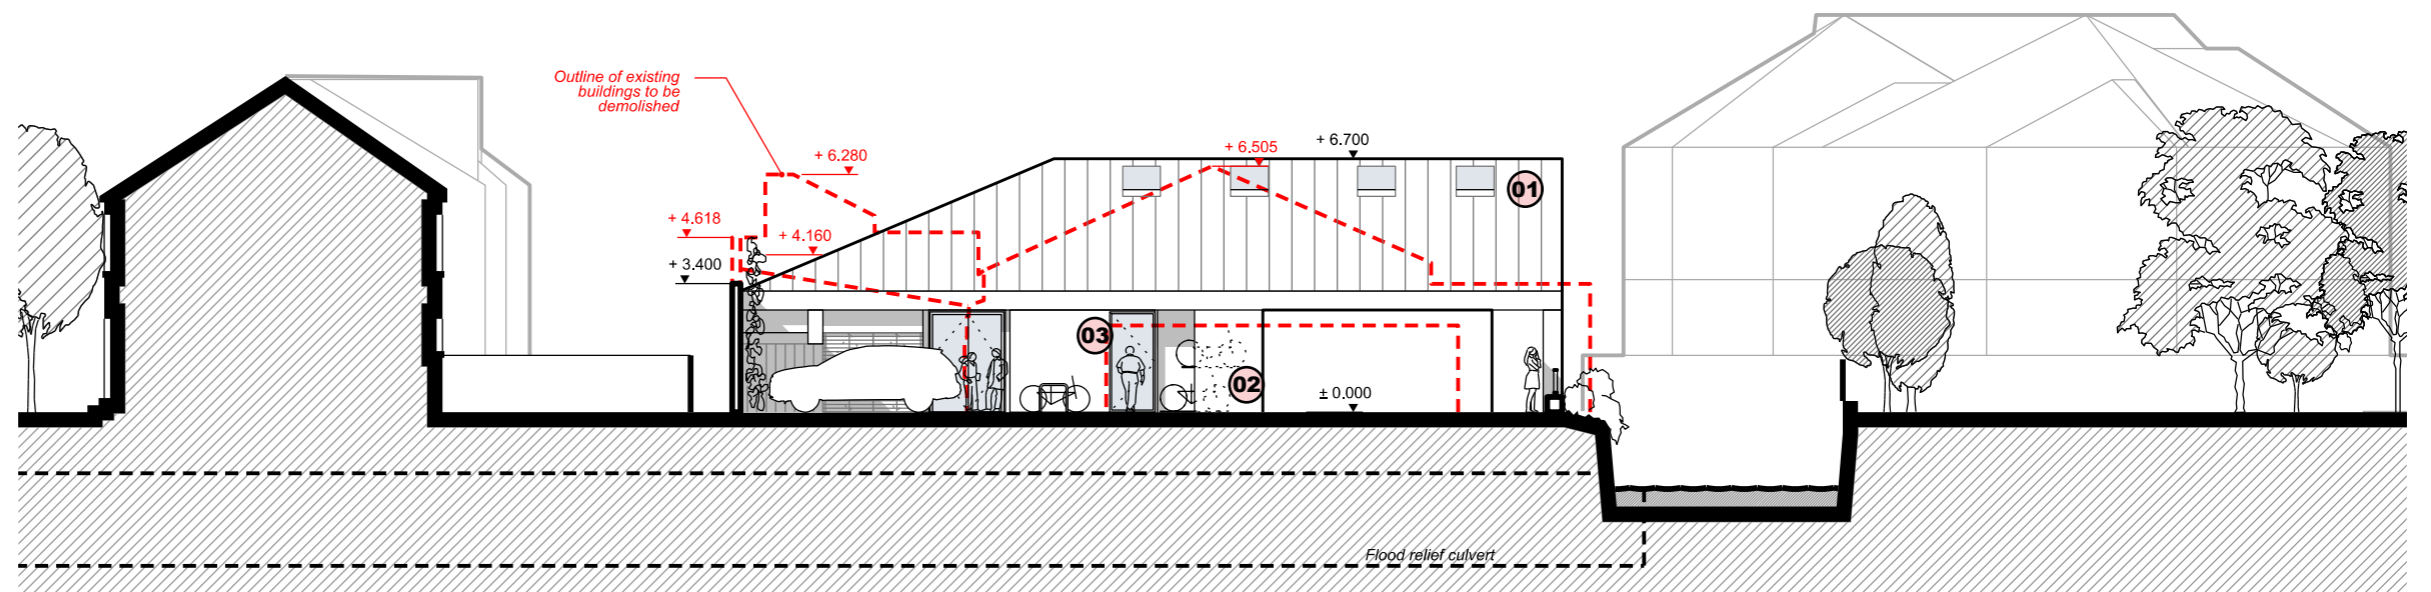 Outline of existing
buildings to be
demolished
+ 6.280
+ 6.505
+ 6.700
01
+ 4.618
+ 4.160
+ 3.400
03
02
± 0.000
Flood relief culvert